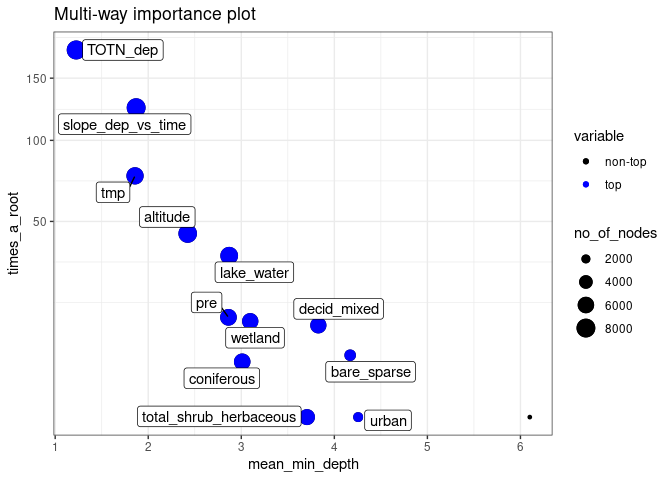 Multi-way importance plot
TOTN_dep
slope_dep_vs_time
tmp
altitude
lake_water
pre
decid_mixed
wetland
bare_sparse
coniferous
total_shrub_herbaceous
urban
150
100
50
times_a_root
1 2 3 4 5 6
mean_min_depth
variable
non-top
top
no_of_nodes
2000
4000
6000
8000